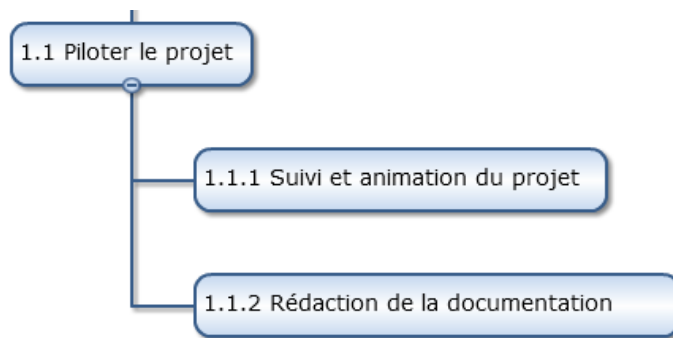 1.1 Piloter le projet
1.1.1 Suivi et animation du projet
1.1.2 Rédaction de la documentation